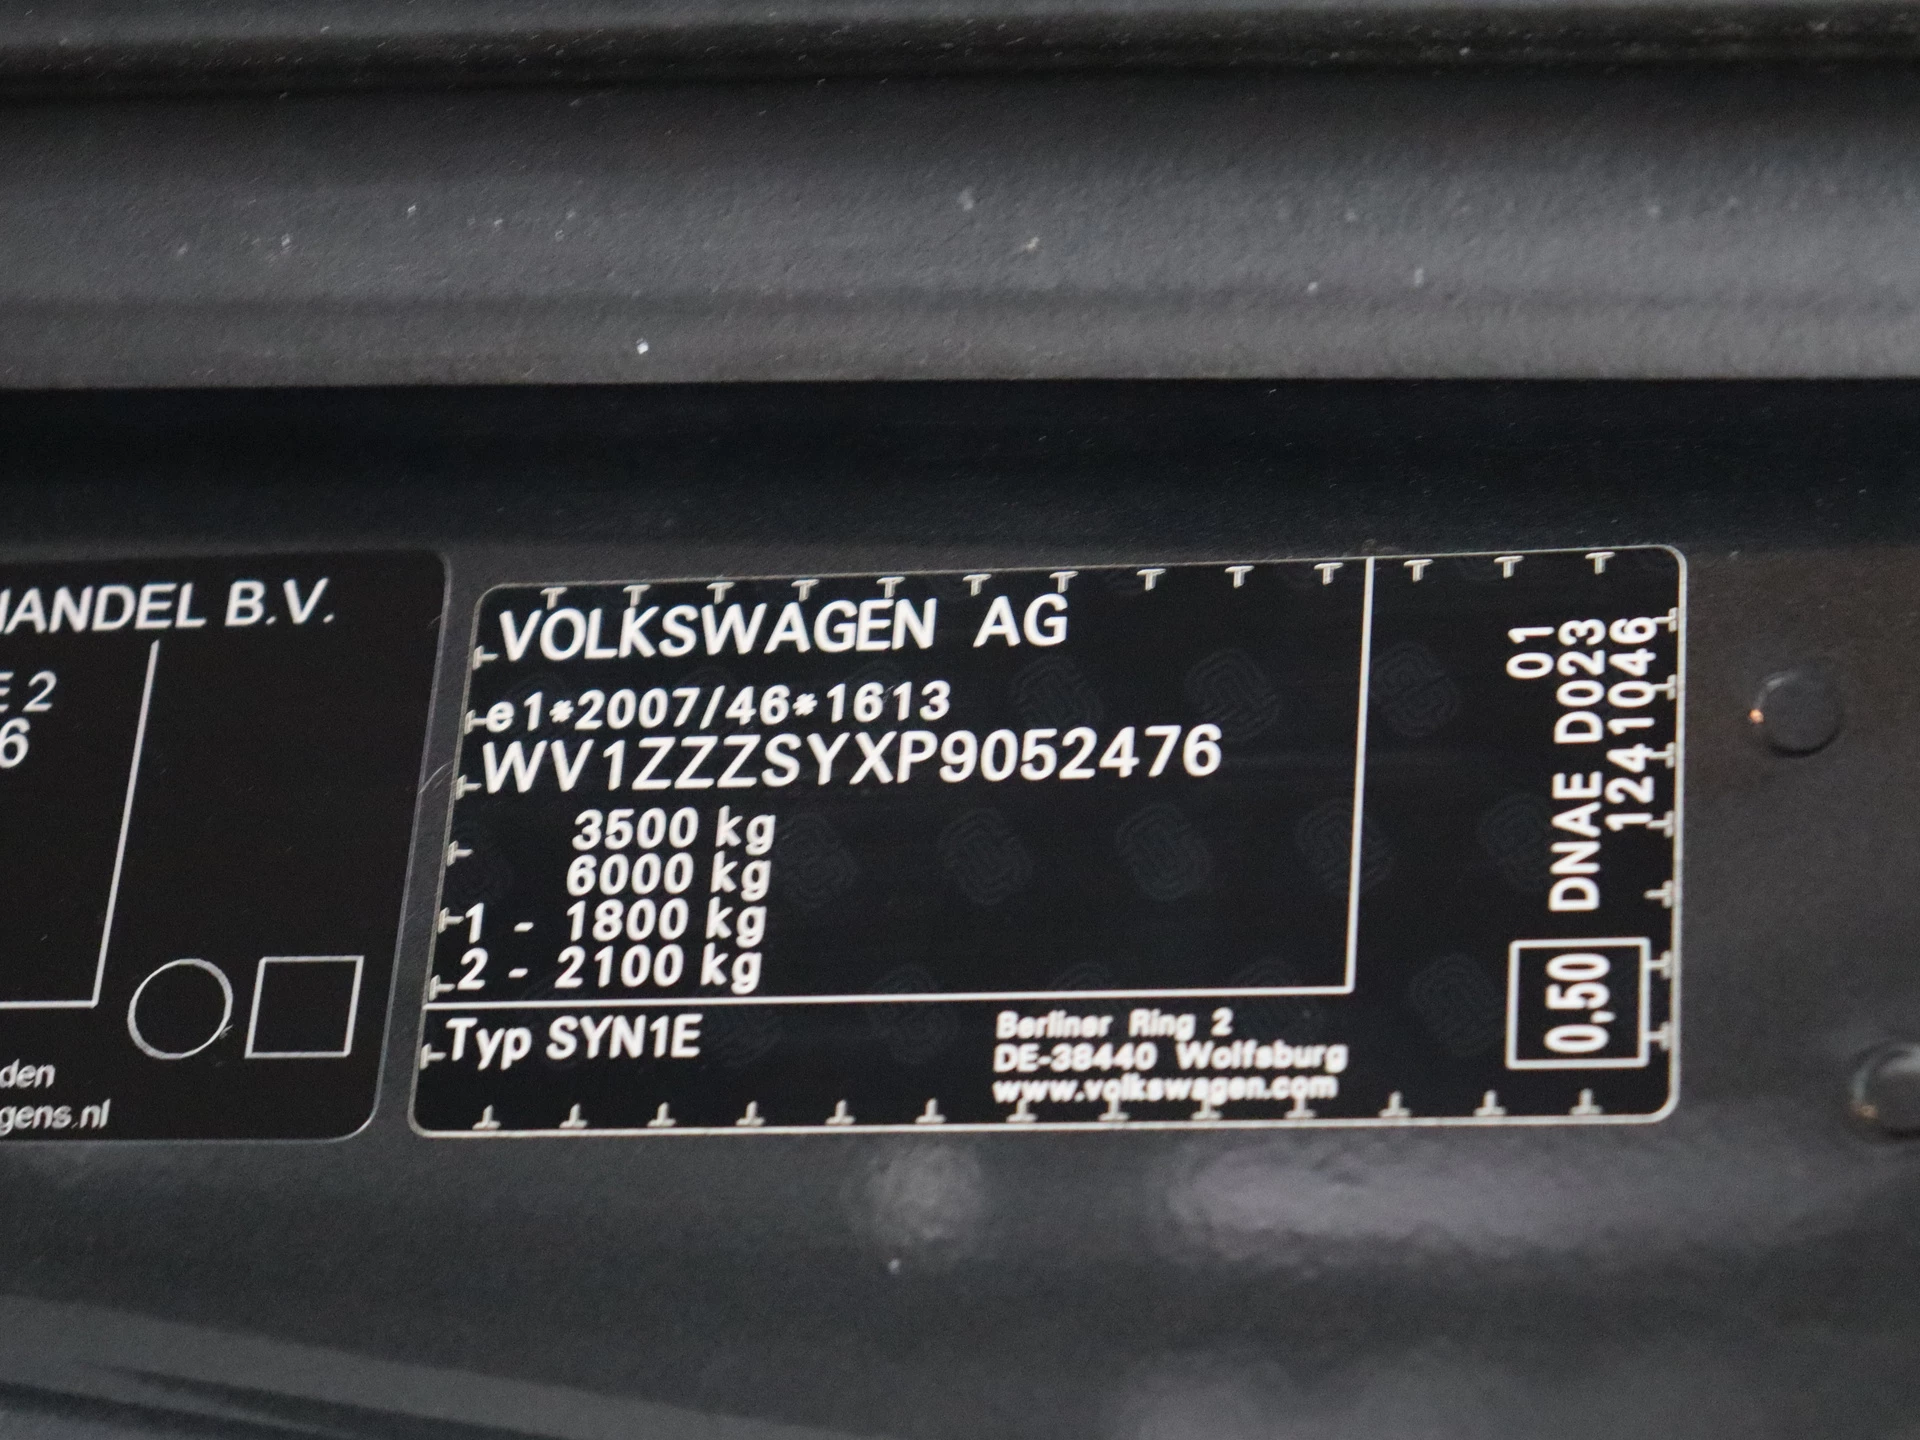 HANDEL B.V.
E 2
6
den
gens.nl
VOLKSWAGEN AG
e1*2007/46*1613
WV1ZZZSYXP9052476
3500 kg
6000 kg
1 - 1800 kg
2 - 2100 kg
Typ SYN1E
Berliner Ring 2
DE-38440 Wolfsburg
www.volkswagen.com
01
0,50 DNAE D023
1241046